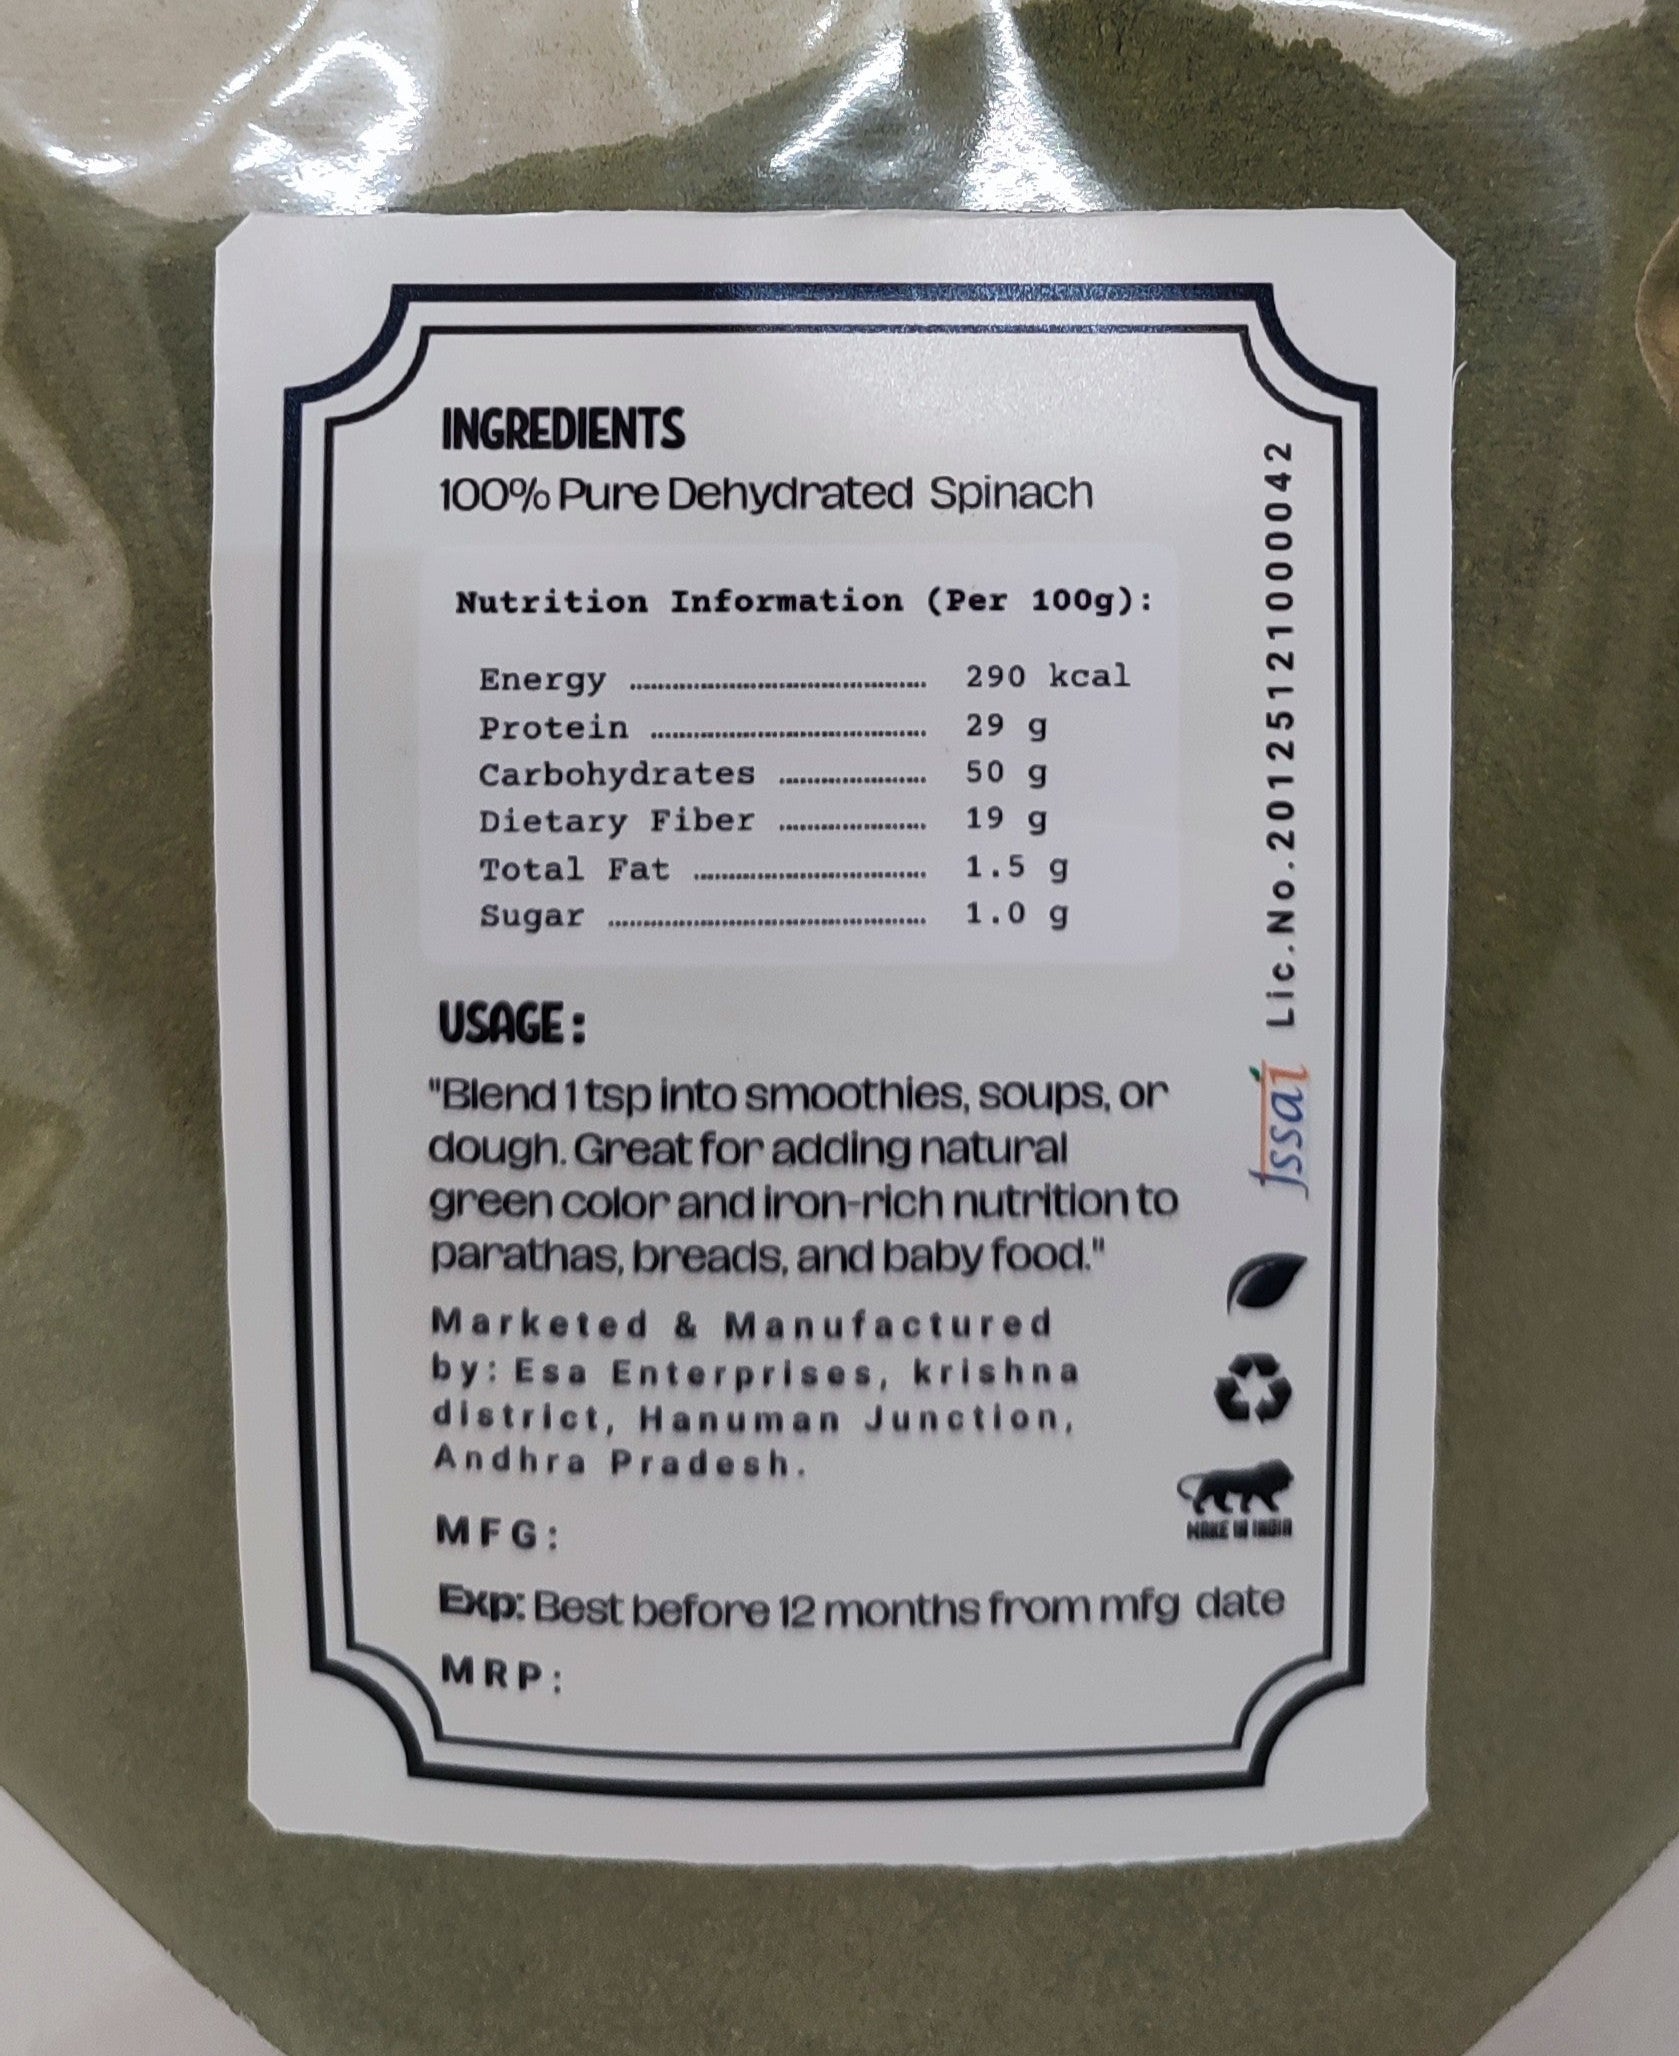 INGREDIENTS
100% Pure Dehydrated Spinach
Nutrition Information (Per 100g):
Energy ........................................ 290 kcal
Protein ........................................ 29 g
Carbohydrates ........................ 50 g
Dietary Fiber ........................ 19 g
Total Fat .................................. 1.5 g
Sugar ............................................ 1.0 g
USAGE:
"Blend 1 tsp into smoothies, soups, or
dough. Great for adding natural
green color and iron-rich nutrition to
parathas, breads, and baby food."
Marketed & Manufactured
by: Esa Enterprises, krishna
district, Hanuman Junction,
Andhra Pradesh.
MFG:
Exp: Best before 12 months from mfg date
MRP:
fssai Lic.No.20125121000042
MAKE IN INDIA